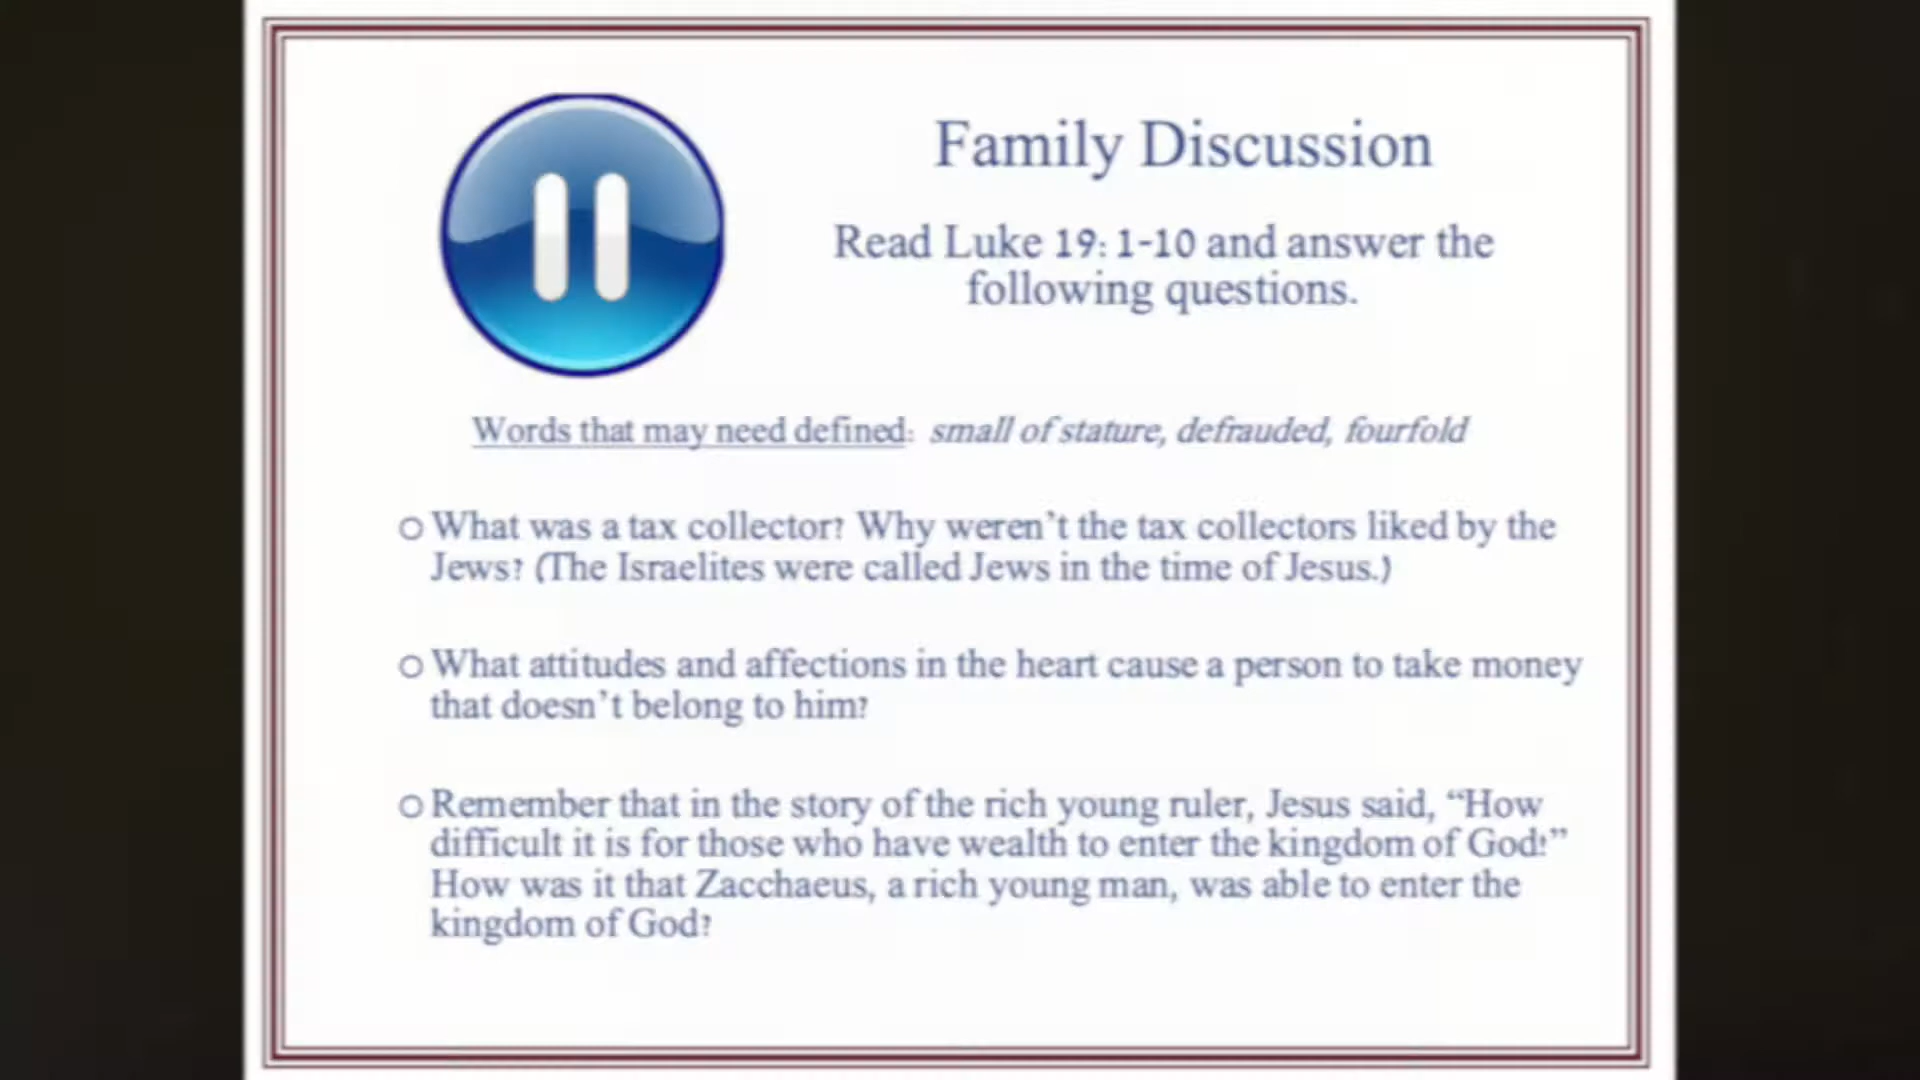 Family Discussion
Read Luke 19: 1-10 and answer the
following questions.
Words that may need defined: small of stature, defrauded, fourfold
○ What was a tax collector? Why weren't the tax collectors liked by the
Jews? (The Israelites were called Jews in the time of Jesus.)
○ What attitudes and affections in the heart cause a person to take money
that doesn't belong to him?
○ Remember that in the story of the rich young ruler, Jesus said, “How
difficult it is for those who have wealth to enter the kingdom of God!”
How was it that Zacchaeus, a rich young man, was able to enter the
kingdom of God?